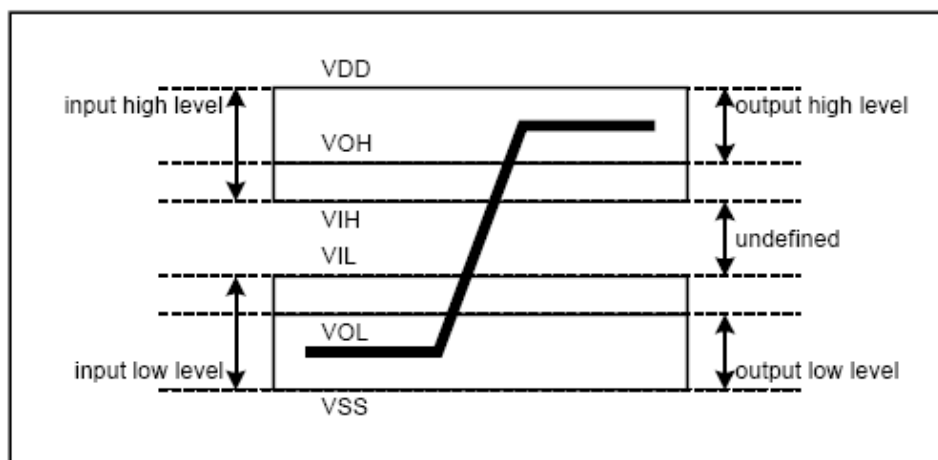 VDD
input high level
output high level
VOH
VIH
undefined
VIL
VOL
input low level
output low level
VSS